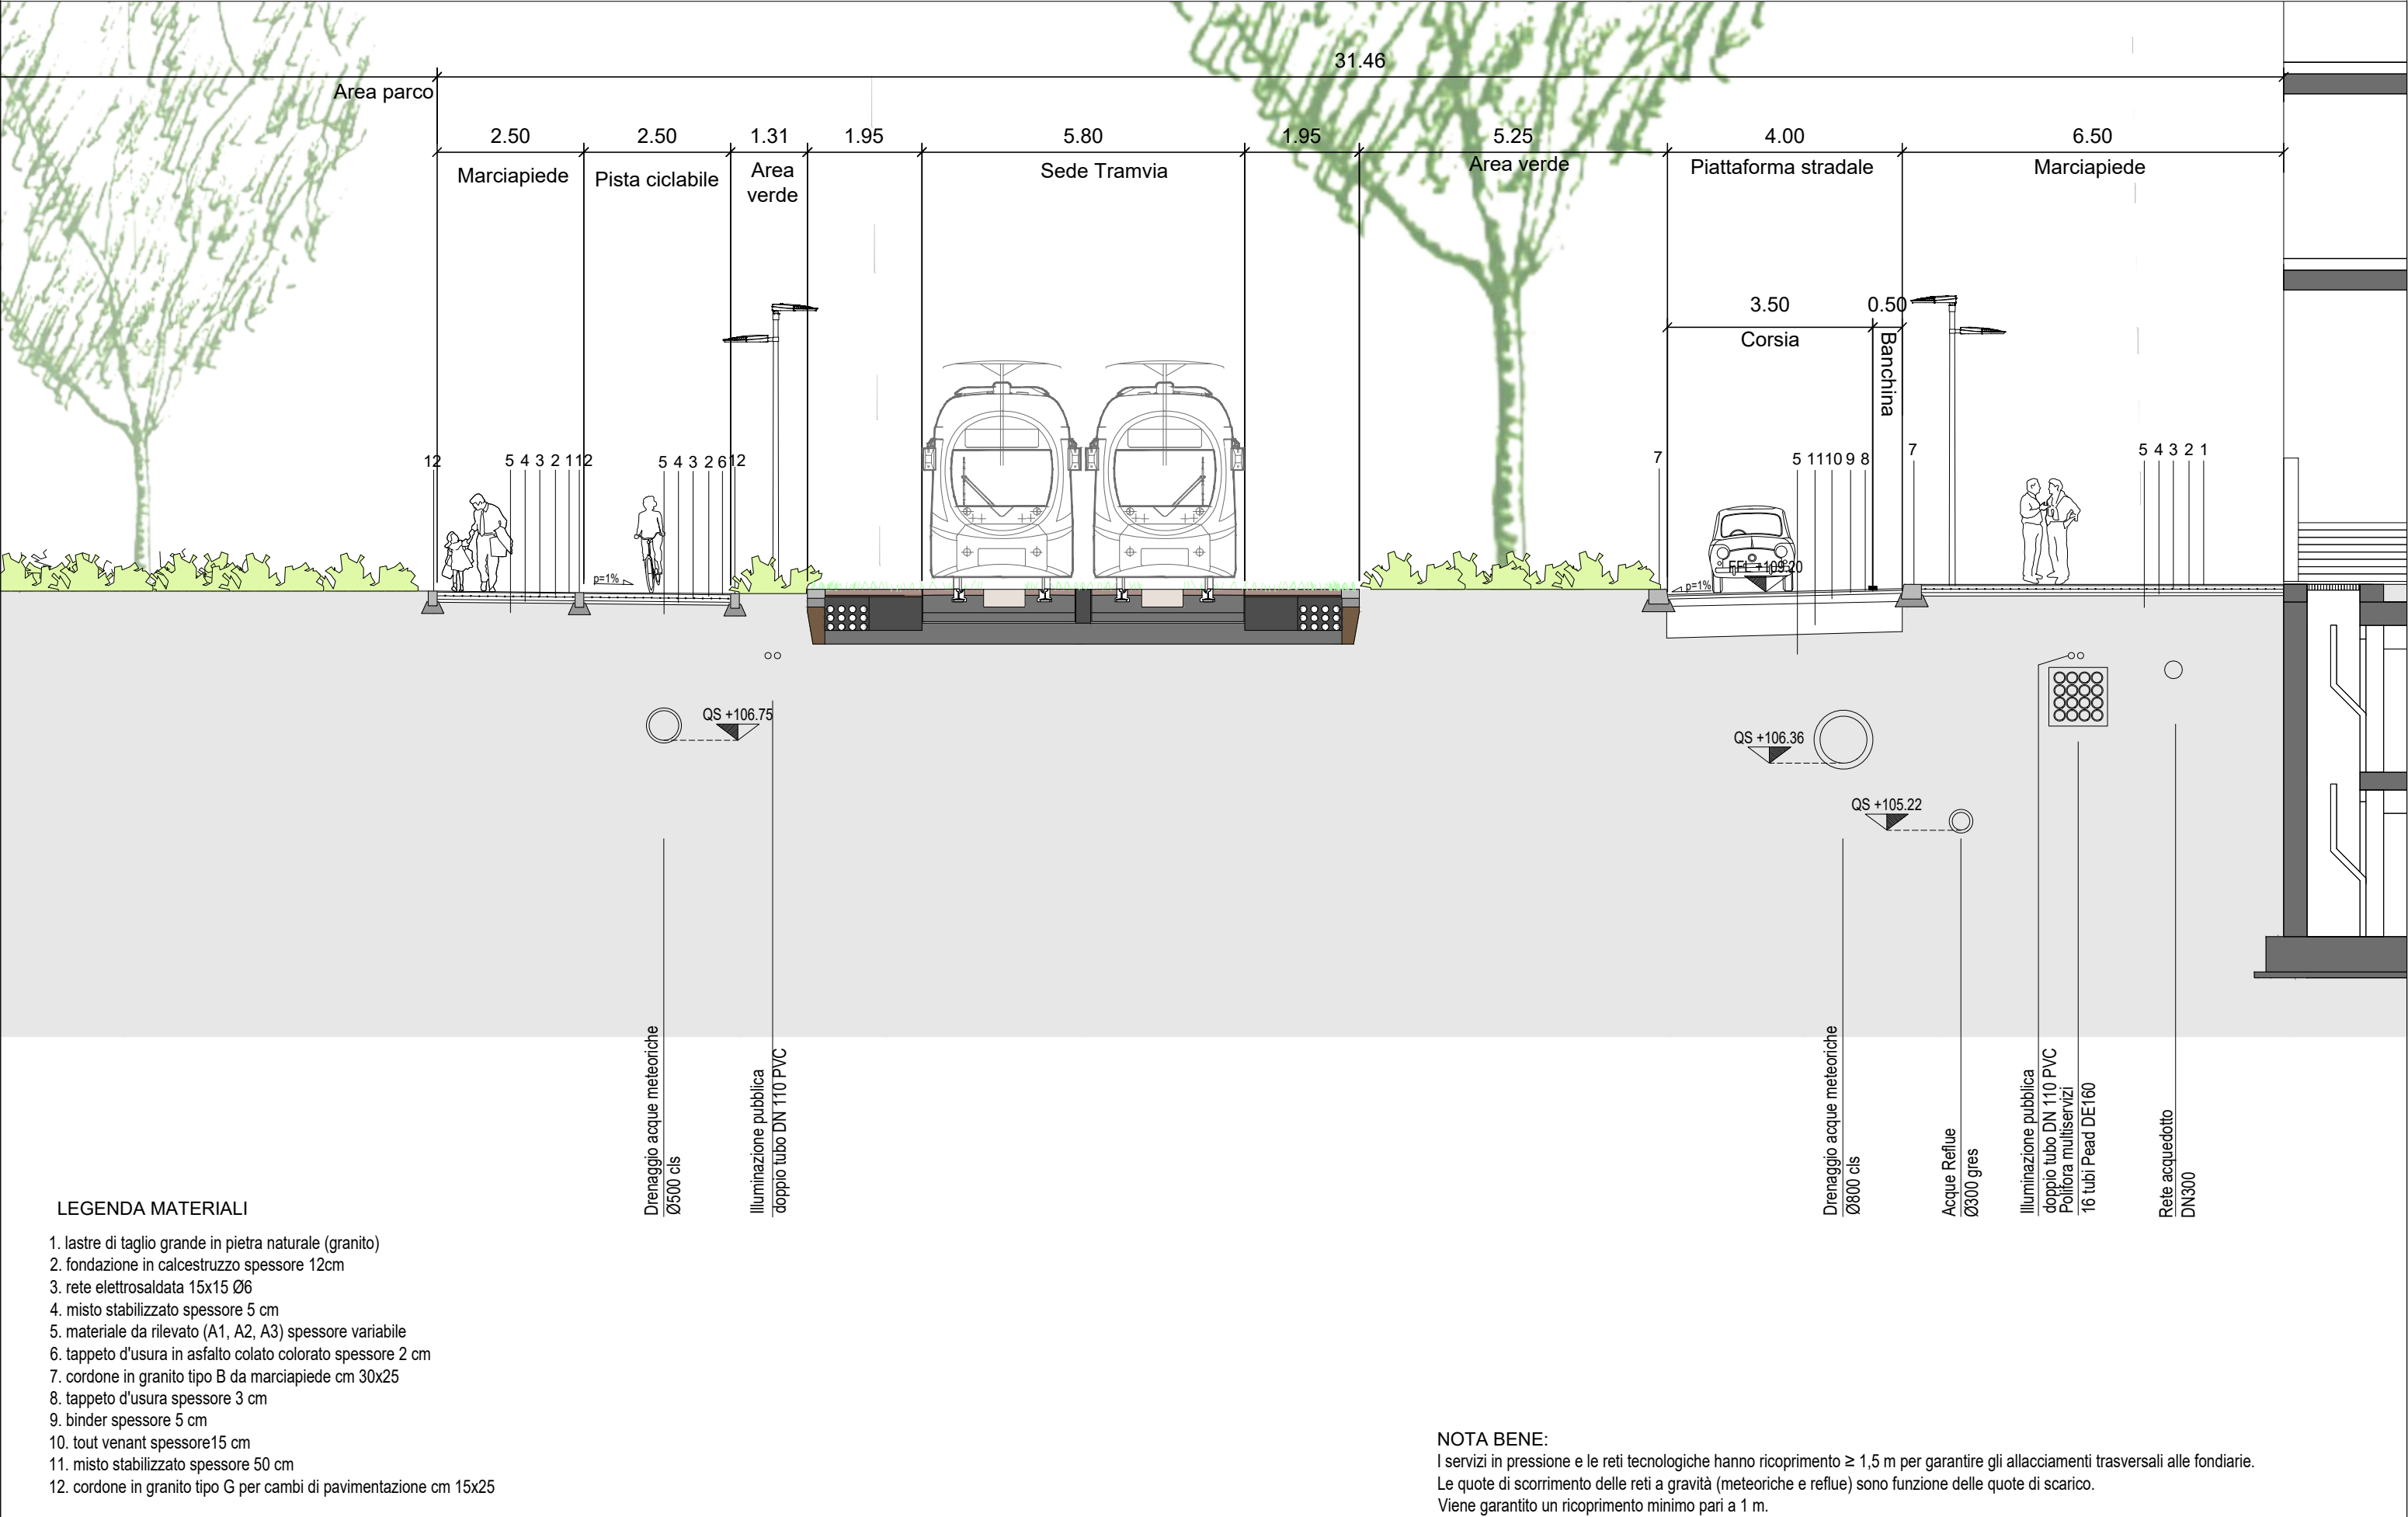 31.46
Area parco
2.50
2.50
1.31
1.95
5.80
1.95
5.25
4.00
6.50
Marciapiede
Pista ciclabile
Area
verde
Sede Tramvia
Area verde
Piattaforma stradale
Marciapiede
3.50
0.50
Corsia
Banchina
12
5 4 3 2 1 12
5 4 3 2 6 12
7
5 11 10 9 8
7
5 4 3 2 1
p=1%
FFL +109.20
p=1%
QS +106.75
QS +106.36
QS +105.22
Drenaggio acque meteoriche
Ø500 cls
Illuminazione pubblica
doppio tubo DN 110 PVC
Drenaggio acque meteoriche
Ø800 cls
Acque Reflue
Ø300 gres
Illuminazione pubblica
doppio tubo DN 110 PVC
Polifora multiservizi
16 tubi Pead DE160
Rete acquedotto
DN300
LEGENDA MATERIALI
1. lastre di taglio grande in pietra naturale (granito)
2. fondazione in calcestruzzo spessore 12cm
3. rete elettrosaldata 15x15 Ø6
4. misto stabilizzato spessore 5 cm
5. materiale da rilevato (A1, A2, A3) spessore variabile
6. tappeto d'usura in asfalto colato colorato spessore 2 cm
7. cordone in granito tipo B da marciapiede cm 30x25
8. tappeto d'usura spessore 3 cm
9. binder spessore 5 cm
10. tout venant spessore15 cm
11. misto stabilizzato spessore 50 cm
12. cordone in granito tipo G per cambi di pavimentazione cm 15x25
NOTA BENE:
I servizi in pressione e le reti tecnologiche hanno ricoprimento ≥ 1,5 m per garantire gli allacciamenti trasversali alle fondiarie.
Le quote di scorrimento delle reti a gravità (meteoriche e reflue) sono funzione delle quote di scarico.
Viene garantito un ricoprimento minimo pari a 1 m.